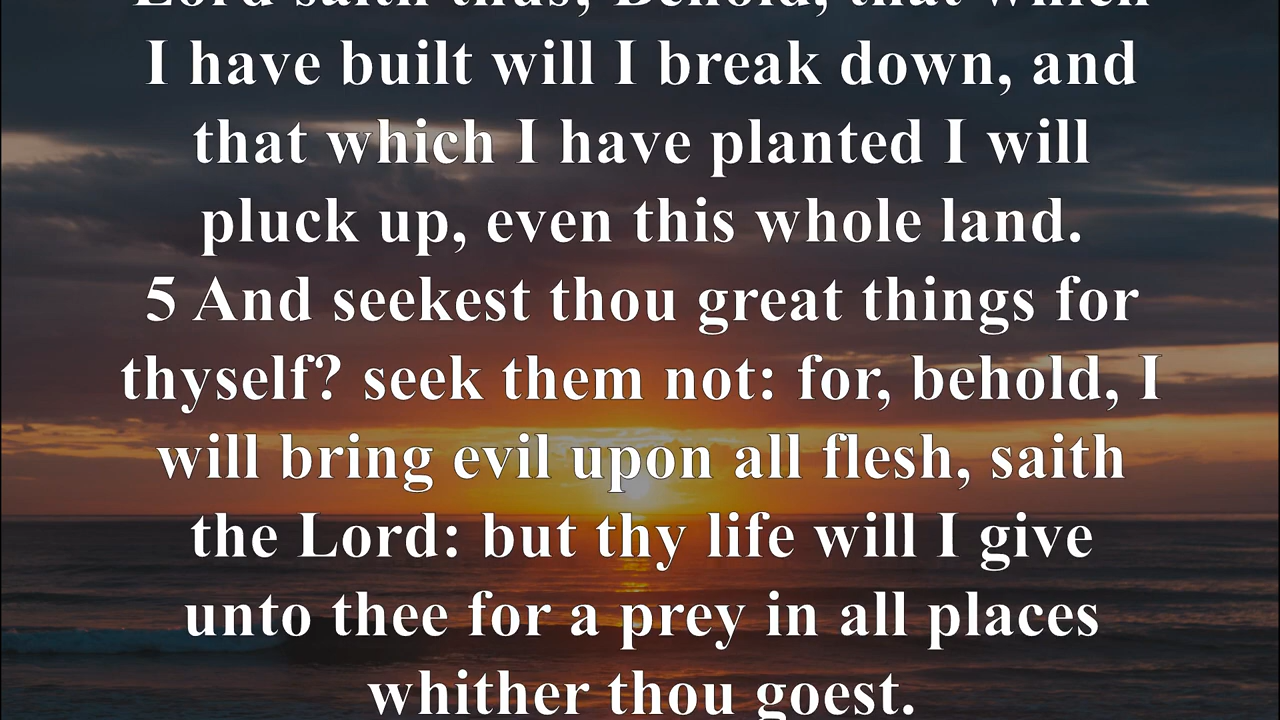 Lord saith thus; Behold, that which
I have built will I break down, and
that which I have planted I will
pluck up, even this whole land.
5 And seekest thou great things for
thyself? seek them not: for, behold, I
will bring evil upon all flesh, saith
the Lord: but thy life will I give
unto thee for a prey in all places
whither thou goest.